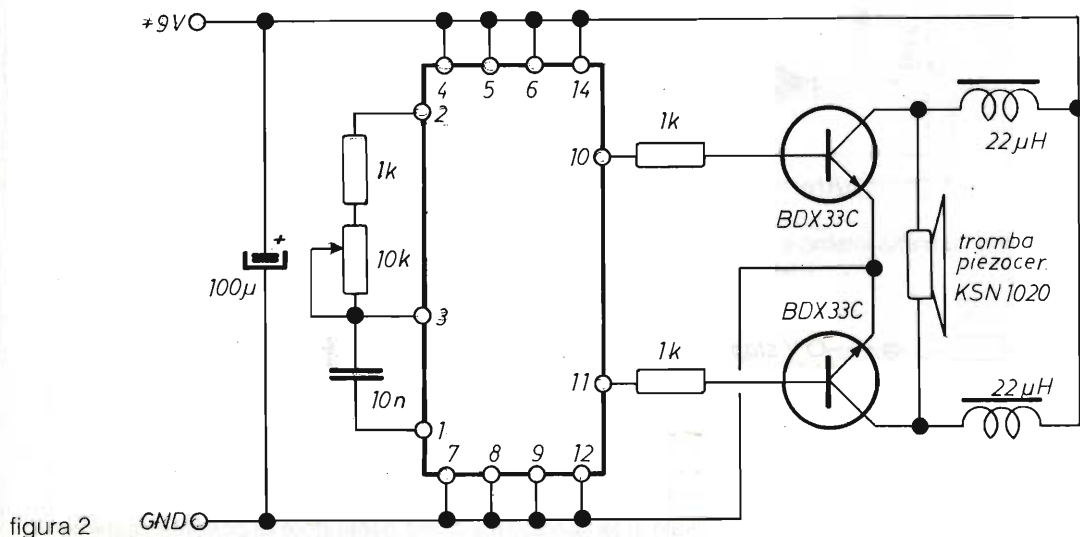 +9V
4
5
6
14
2
1k
10k
3
10n
1
100µ
+
10
1k
BDX33C
22µH
tromba
piezocer.
KSN 1020
BDX33C
11
1k
22µH
7
8
9
12
GND
figura 2